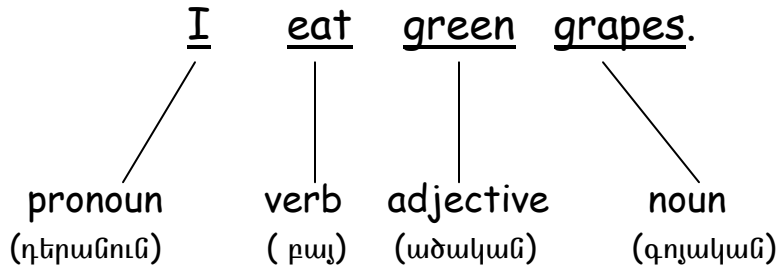 I eat green grapes.
pronoun verb adjective noun
(դերանուն) ( բայ) (ածական) (գոյական)